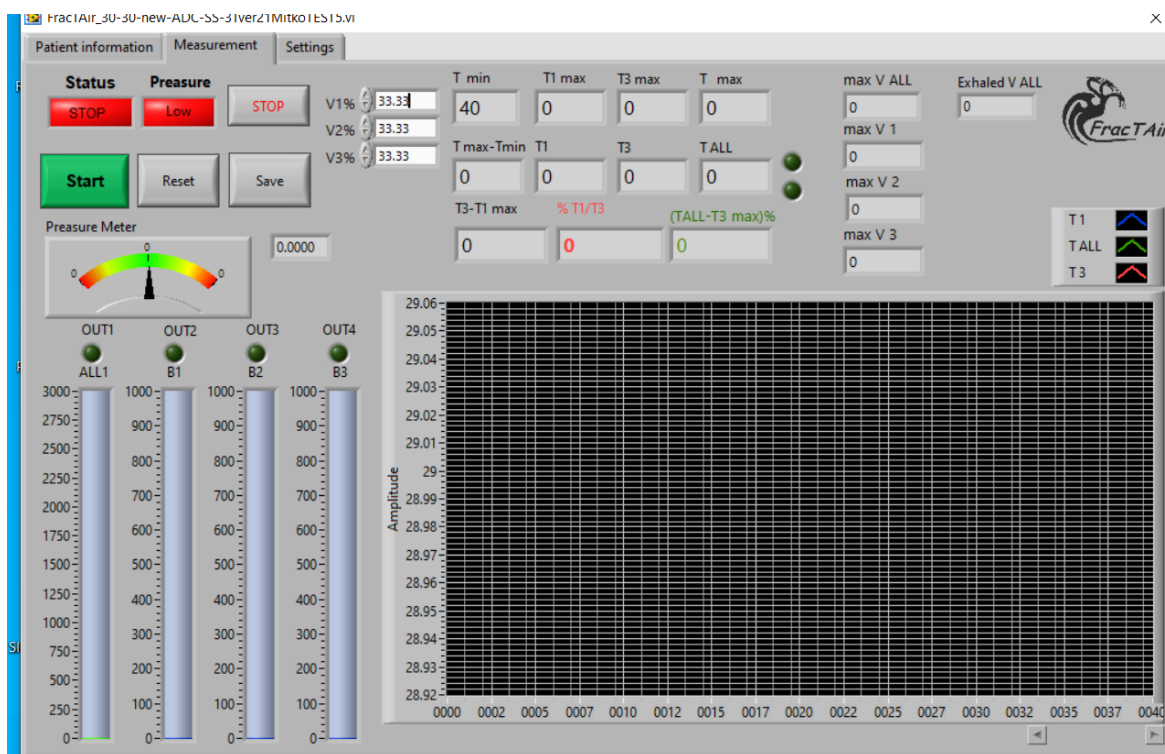 FracTAir_30-30-new-ADC-SS-31ver21MitkoTEST5.vi
Patient information Measurement Settings
Status Preasure
STOP Low STOP
V1% 33.33
V2% 33.33
V3% 33.33
Start Reset Save
T min T1 max T3 max T max
40 0 0 0
T max-Tmin T1 T3 T ALL
0 0 0 0
T3-T1 max % T1/T3 (TALL-T3 max)%
0 0 0
max V ALL
0
max V 1
0
max V 2
0
max V 3
0
Exhaled V ALL
0
FracTAir
T1
T ALL
T3
Pressure Meter
0 0 0
0.0000
OUT1 OUT2 OUT3 OUT4
ALL1 B1 B2 B3
3000
2750
2500
2250
2000
1750
1500
1250
1000
750
500
250
0
1000
900
800
700
600
500
400
300
200
100
0
1000
900
800
700
600
500
400
300
200
100
0
1000
900
800
700
600
500
400
300
200
100
0
Amplitude
29.06
29.05
29.04
29.03
29.02
29.01
29
28.99
28.98
28.97
28.96
28.95
28.94
28.93
28.92
0000 0002 0005 0007 0010 0012 0015 0017 0020 0022 0025 0027 0030 0032 0035 0037 0040